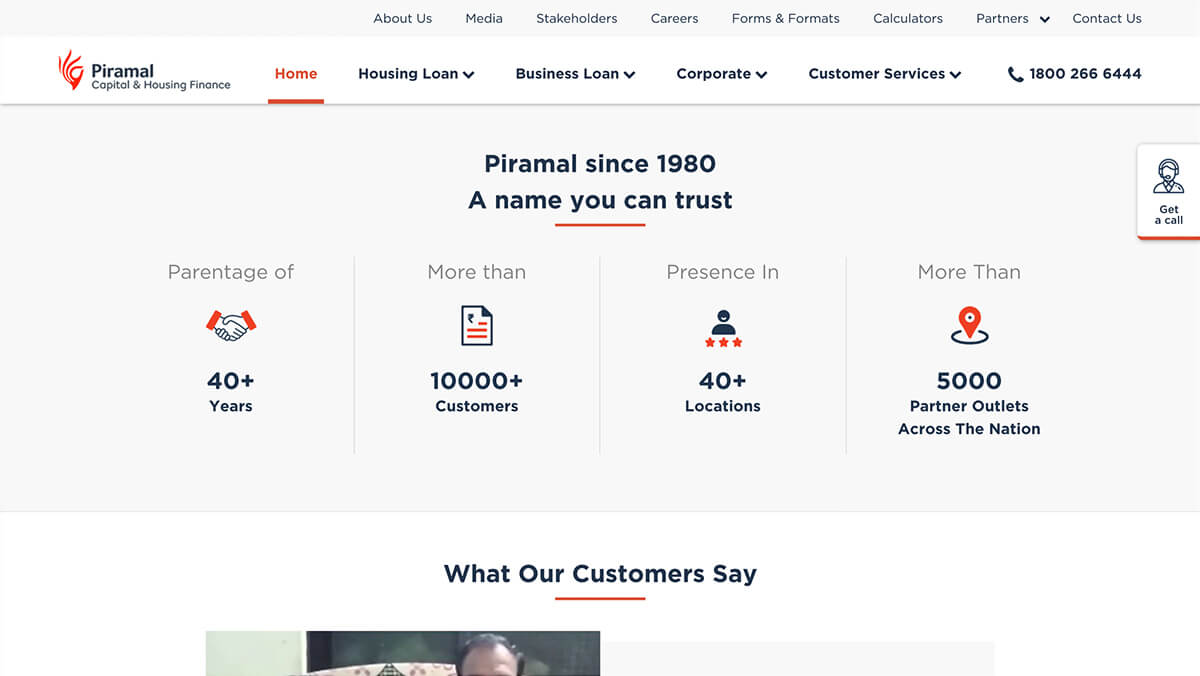 About Us Media Stakeholders Careers Forms & Formats Calculators Partners Contact Us
Piramal
Capital & Housing Finance
Home Housing Loan Business Loan Corporate Customer Services 1800 266 6444
Piramal since 1980
A name you can trust
Get
a call
Parentage of
40+
Years
More than
₹
10000+
Customers
Presence In
40+
Locations
More Than
5000
Partner Outlets
Across The Nation
What Our Customers Say